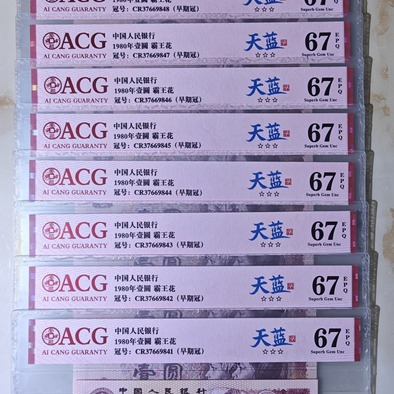 ACG
AI CANG GUARANTY
冠号：CR37669848（早期冠）
☆☆☆
67 EPQ
Superb Gem Unc
ACG
AI CANG GUARANTY
中国人民银行
1980年壹圆 霸王花
冠号：CR37669847（早期冠）
天蓝
☆☆☆
67 EPQ
Superb Gem Unc
ACG
AI CANG GUARANTY
中国人民银行
1980年壹圆 霸王花
冠号：CR37669846（早期冠）
天蓝
☆☆☆
67 EPQ
Superb Gem Unc
ACG
AI CANG GUARANTY
中国人民银行
1980年壹圆 霸王花
冠号：CR37669845（早期冠）
天蓝
☆☆☆
67 EPQ
Superb Gem Unc
ACG
AI CANG GUARANTY
中国人民银行
1980年壹圆 霸王花
冠号：CR37669844（早期冠）
天蓝
☆☆☆
67 EPQ
Superb Gem Unc
ACG
AI CANG GUARANTY
中国人民银行
1980年壹圆 霸王花
冠号：CR37669843（早期冠）
天蓝
☆☆☆
67 EPQ
Superb Gem Unc
ACG
AI CANG GUARANTY
中国人民银行
1980年壹圆 霸王花
冠号：CR37669842（早期冠）
天蓝
☆☆☆
67 EPQ
Superb Gem Unc
ACG
AI CANG GUARANTY
中国人民银行
1980年壹圆 霸王花
冠号：CR37669841（早期冠）
天蓝
☆☆☆
67 EPQ
Superb Gem Unc
壹圆
中国人民银行